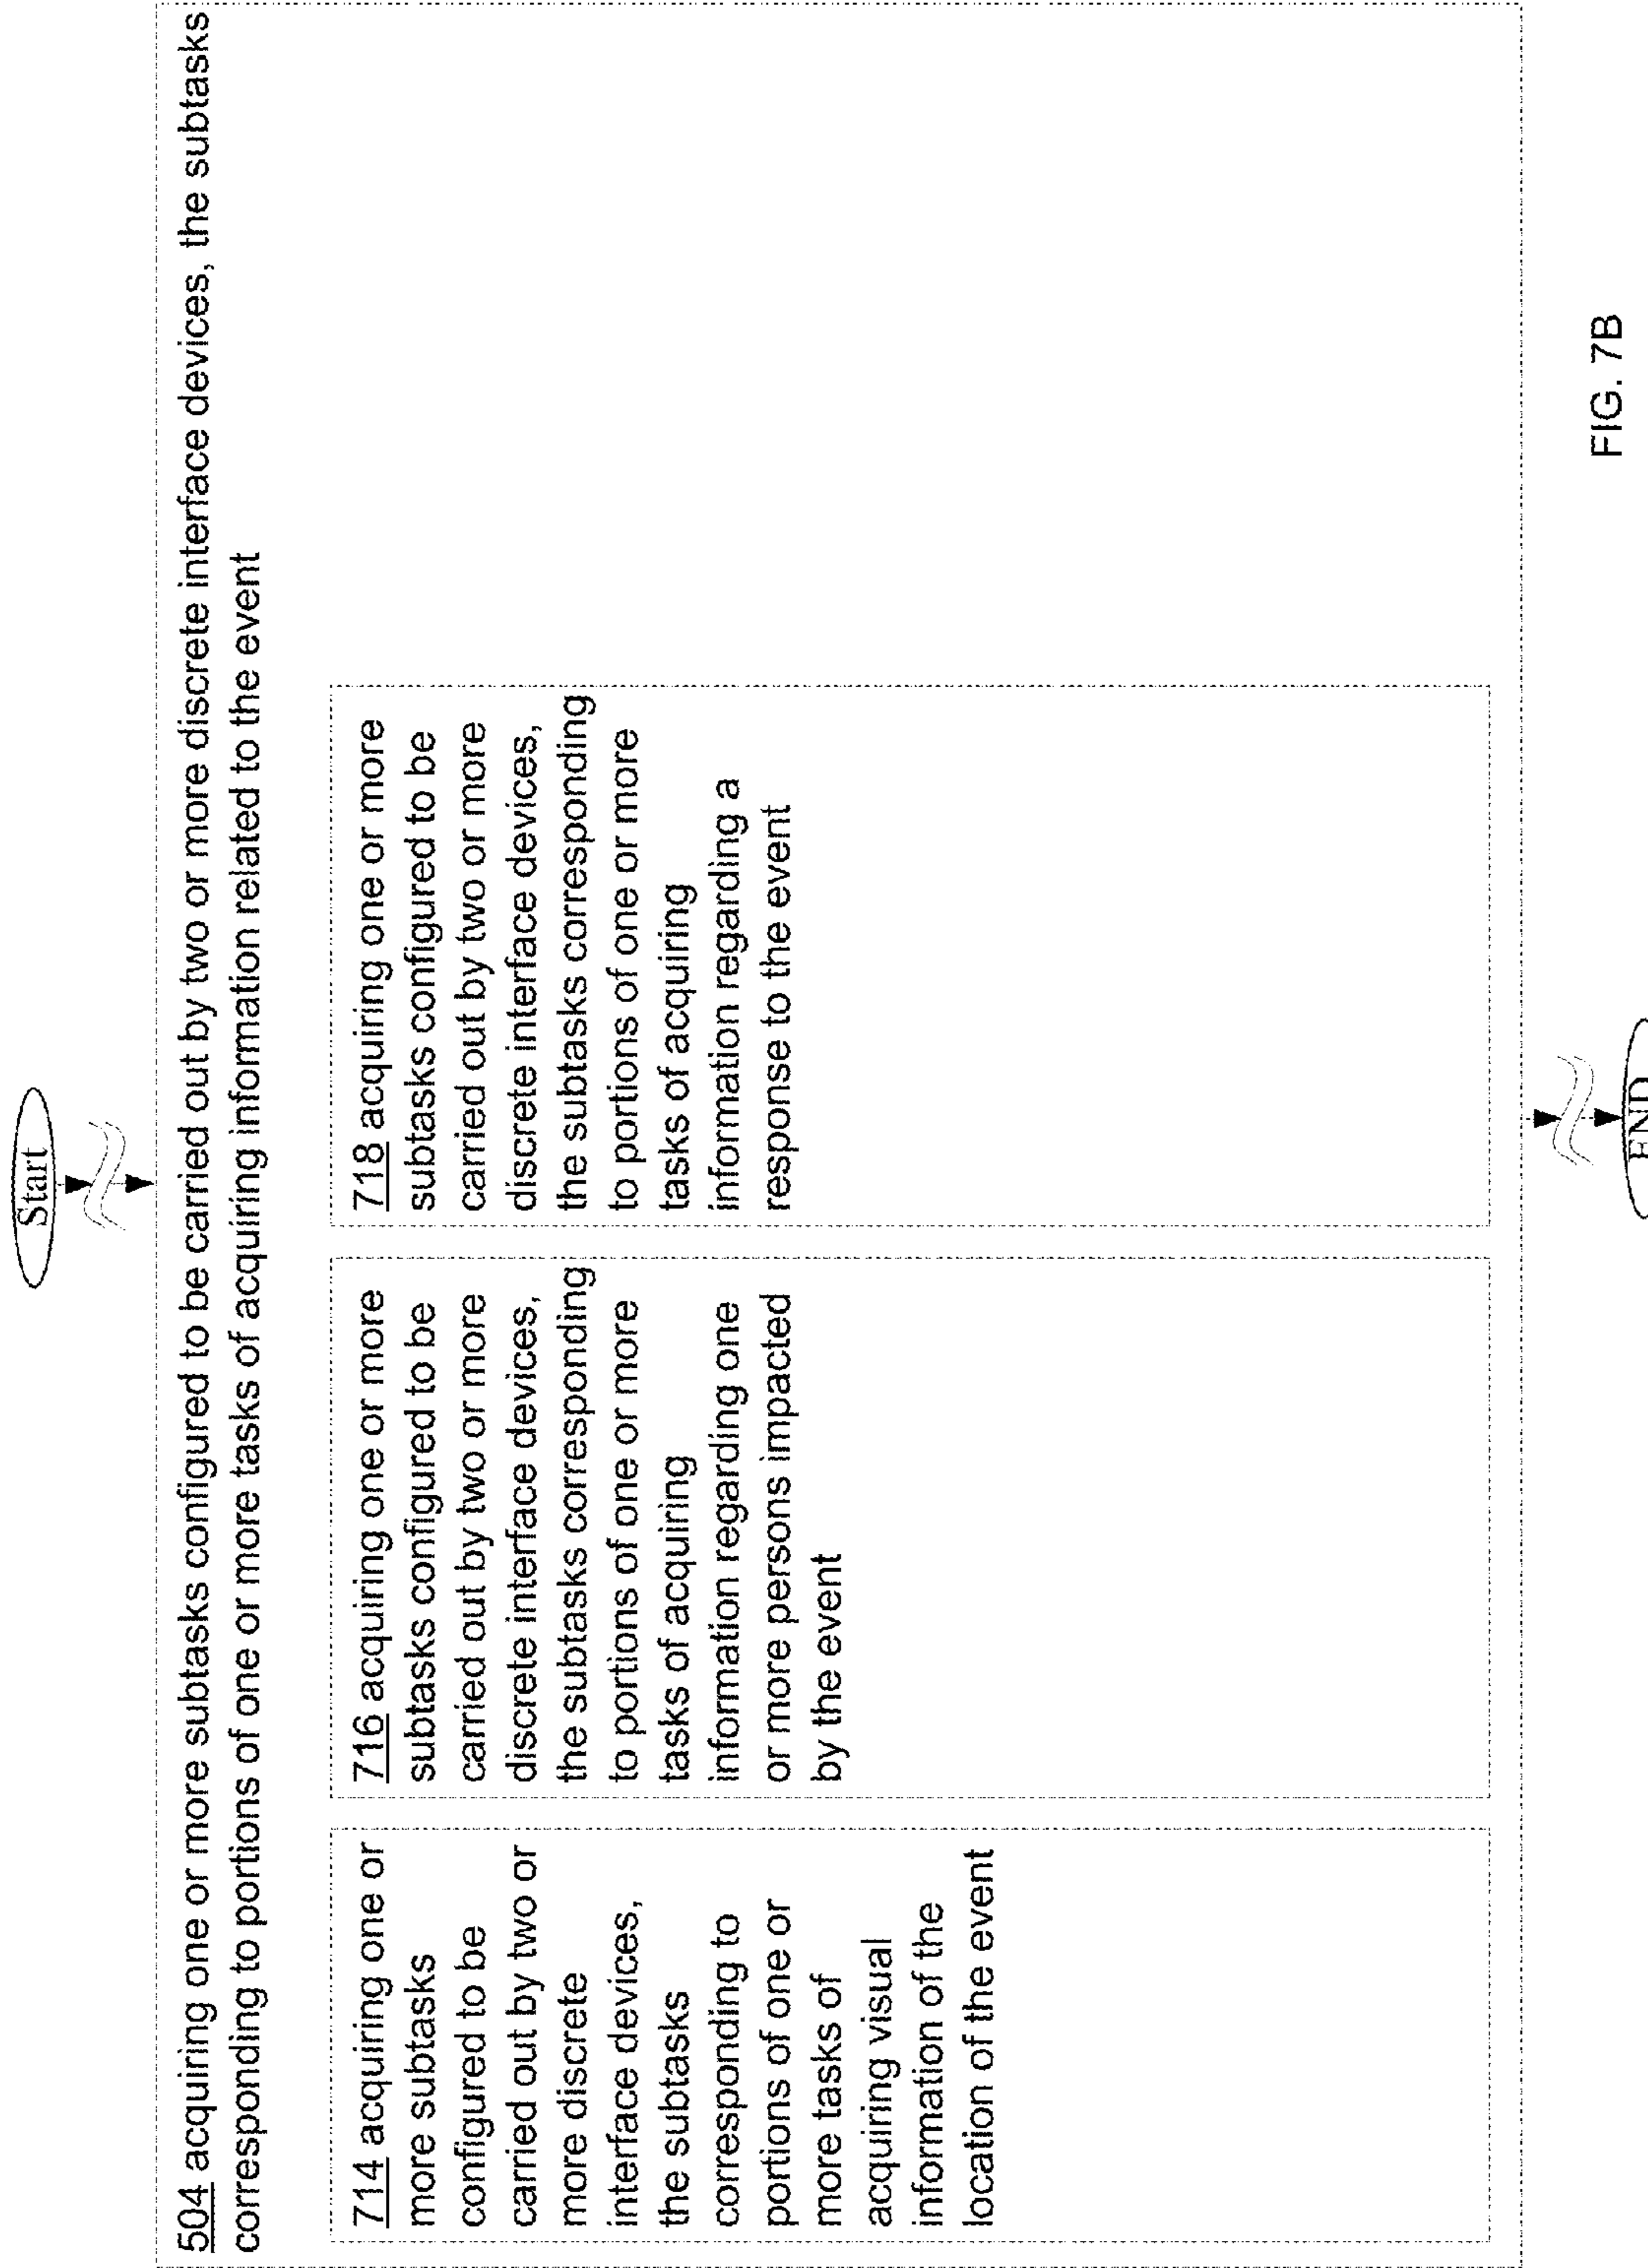 Start
504 acquiring one or more subtasks configured to be carried out by two or more discrete interface devices, the subtasks
corresponding to portions of one or more tasks of acquiring information related to the event
714 acquiring one or
more subtasks
configured to be
carried out by two or
more discrete
interface devices,
the subtasks
corresponding to
portions of one or
more tasks of
acquiring visual
information of the
location of the event
716 acquiring one or more
subtasks configured to be
carried out by two or more
discrete interface devices,
the subtasks corresponding
to portions of one or more
tasks of acquiring
information regarding one
or more persons impacted
by the event
718 acquiring one or more
subtasks configured to be
carried out by two or more
discrete interface devices,
the subtasks corresponding
to portions of one or more
tasks of acquiring
information regarding a
response to the event
END
FIG. 7B